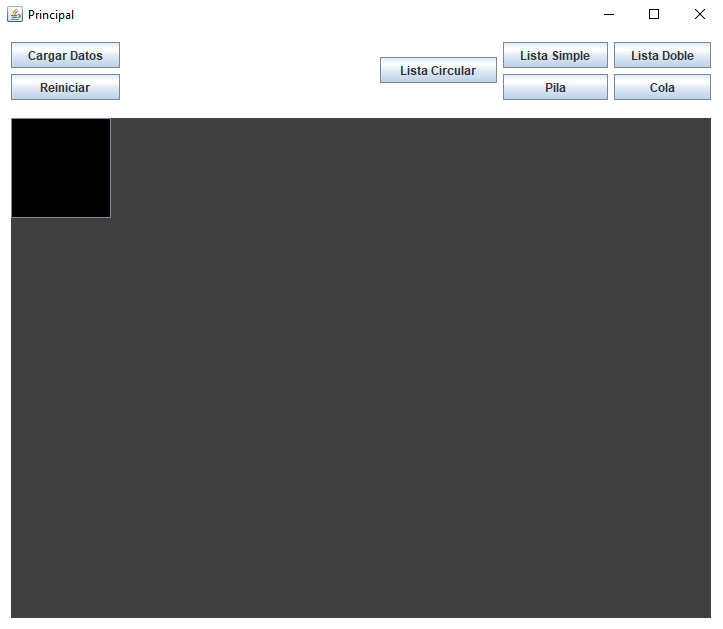 Principal
Cargar Datos
Reiniciar
Lista Circular
Lista Simple
Lista Doble
Pila
Cola